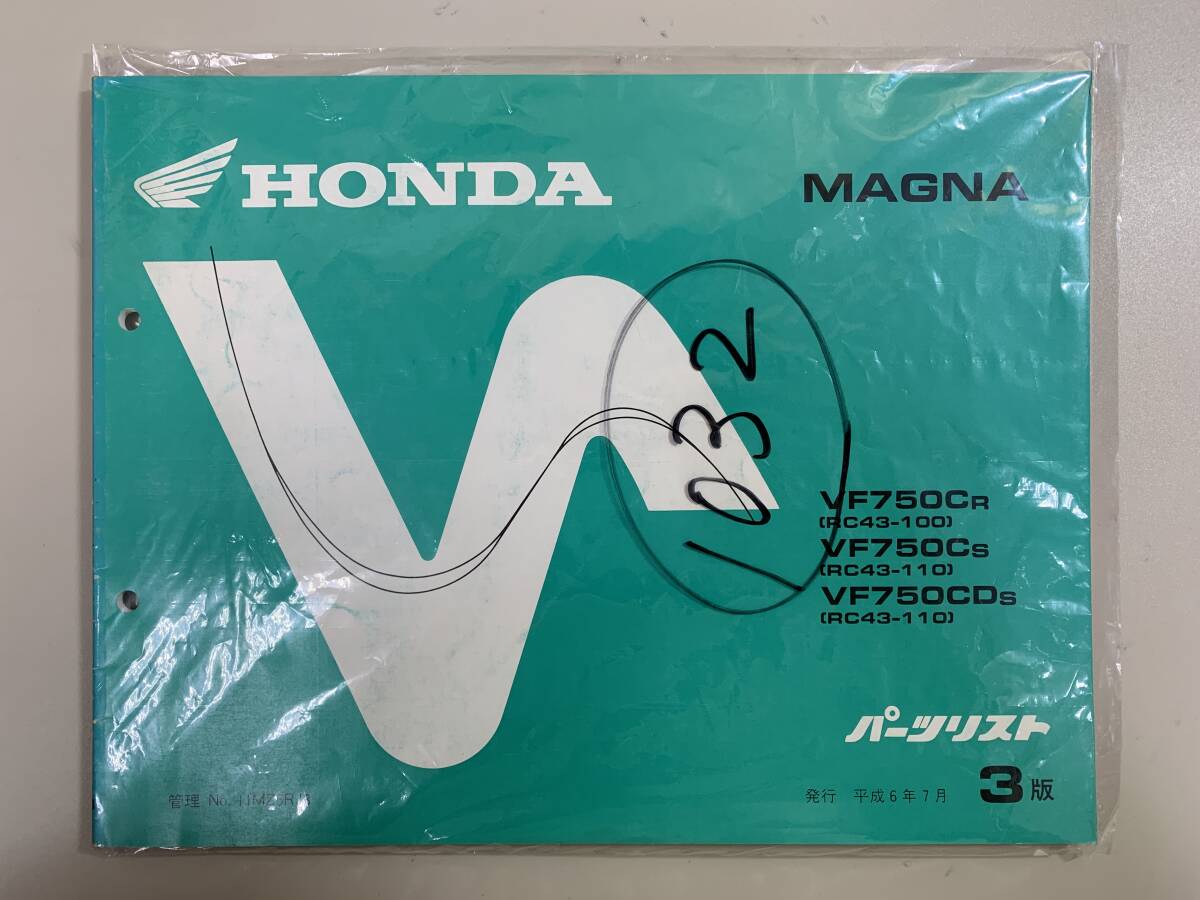 HONDA
MAGNA
1032
VF750CR
(RC43-100)
VF750CS
(RC43-110)
VF750CDS
(RC43-110)
パーツリスト
管理 No.
発行 平成6年7月
3版